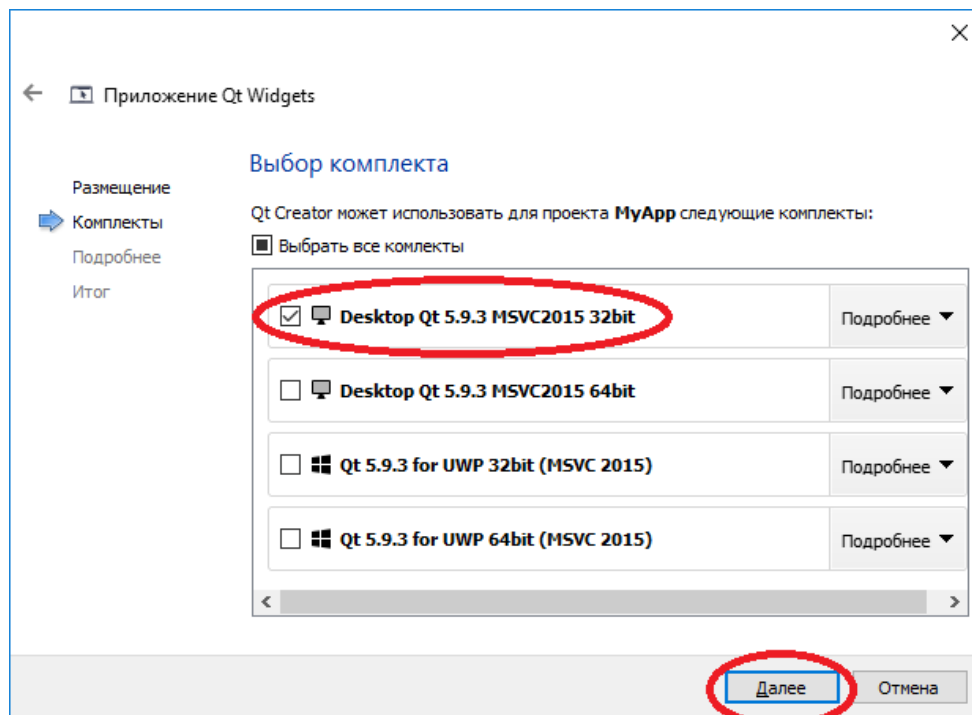 Приложение Qt Widgets
Размещение
Комплекты
Подробнее
Итог
Выбор комплекта
Qt Creator может использовать для проекта MyApp следующие комплекты:
Выбрать все комлекты
Desktop Qt 5.9.3 MSVC2015 32bit
Подробнее
Desktop Qt 5.9.3 MSVC2015 64bit
Подробнее
Qt 5.9.3 for UWP 32bit (MSVC 2015)
Подробнее
Qt 5.9.3 for UWP 64bit (MSVC 2015)
Подробнее
Далее
Отмена